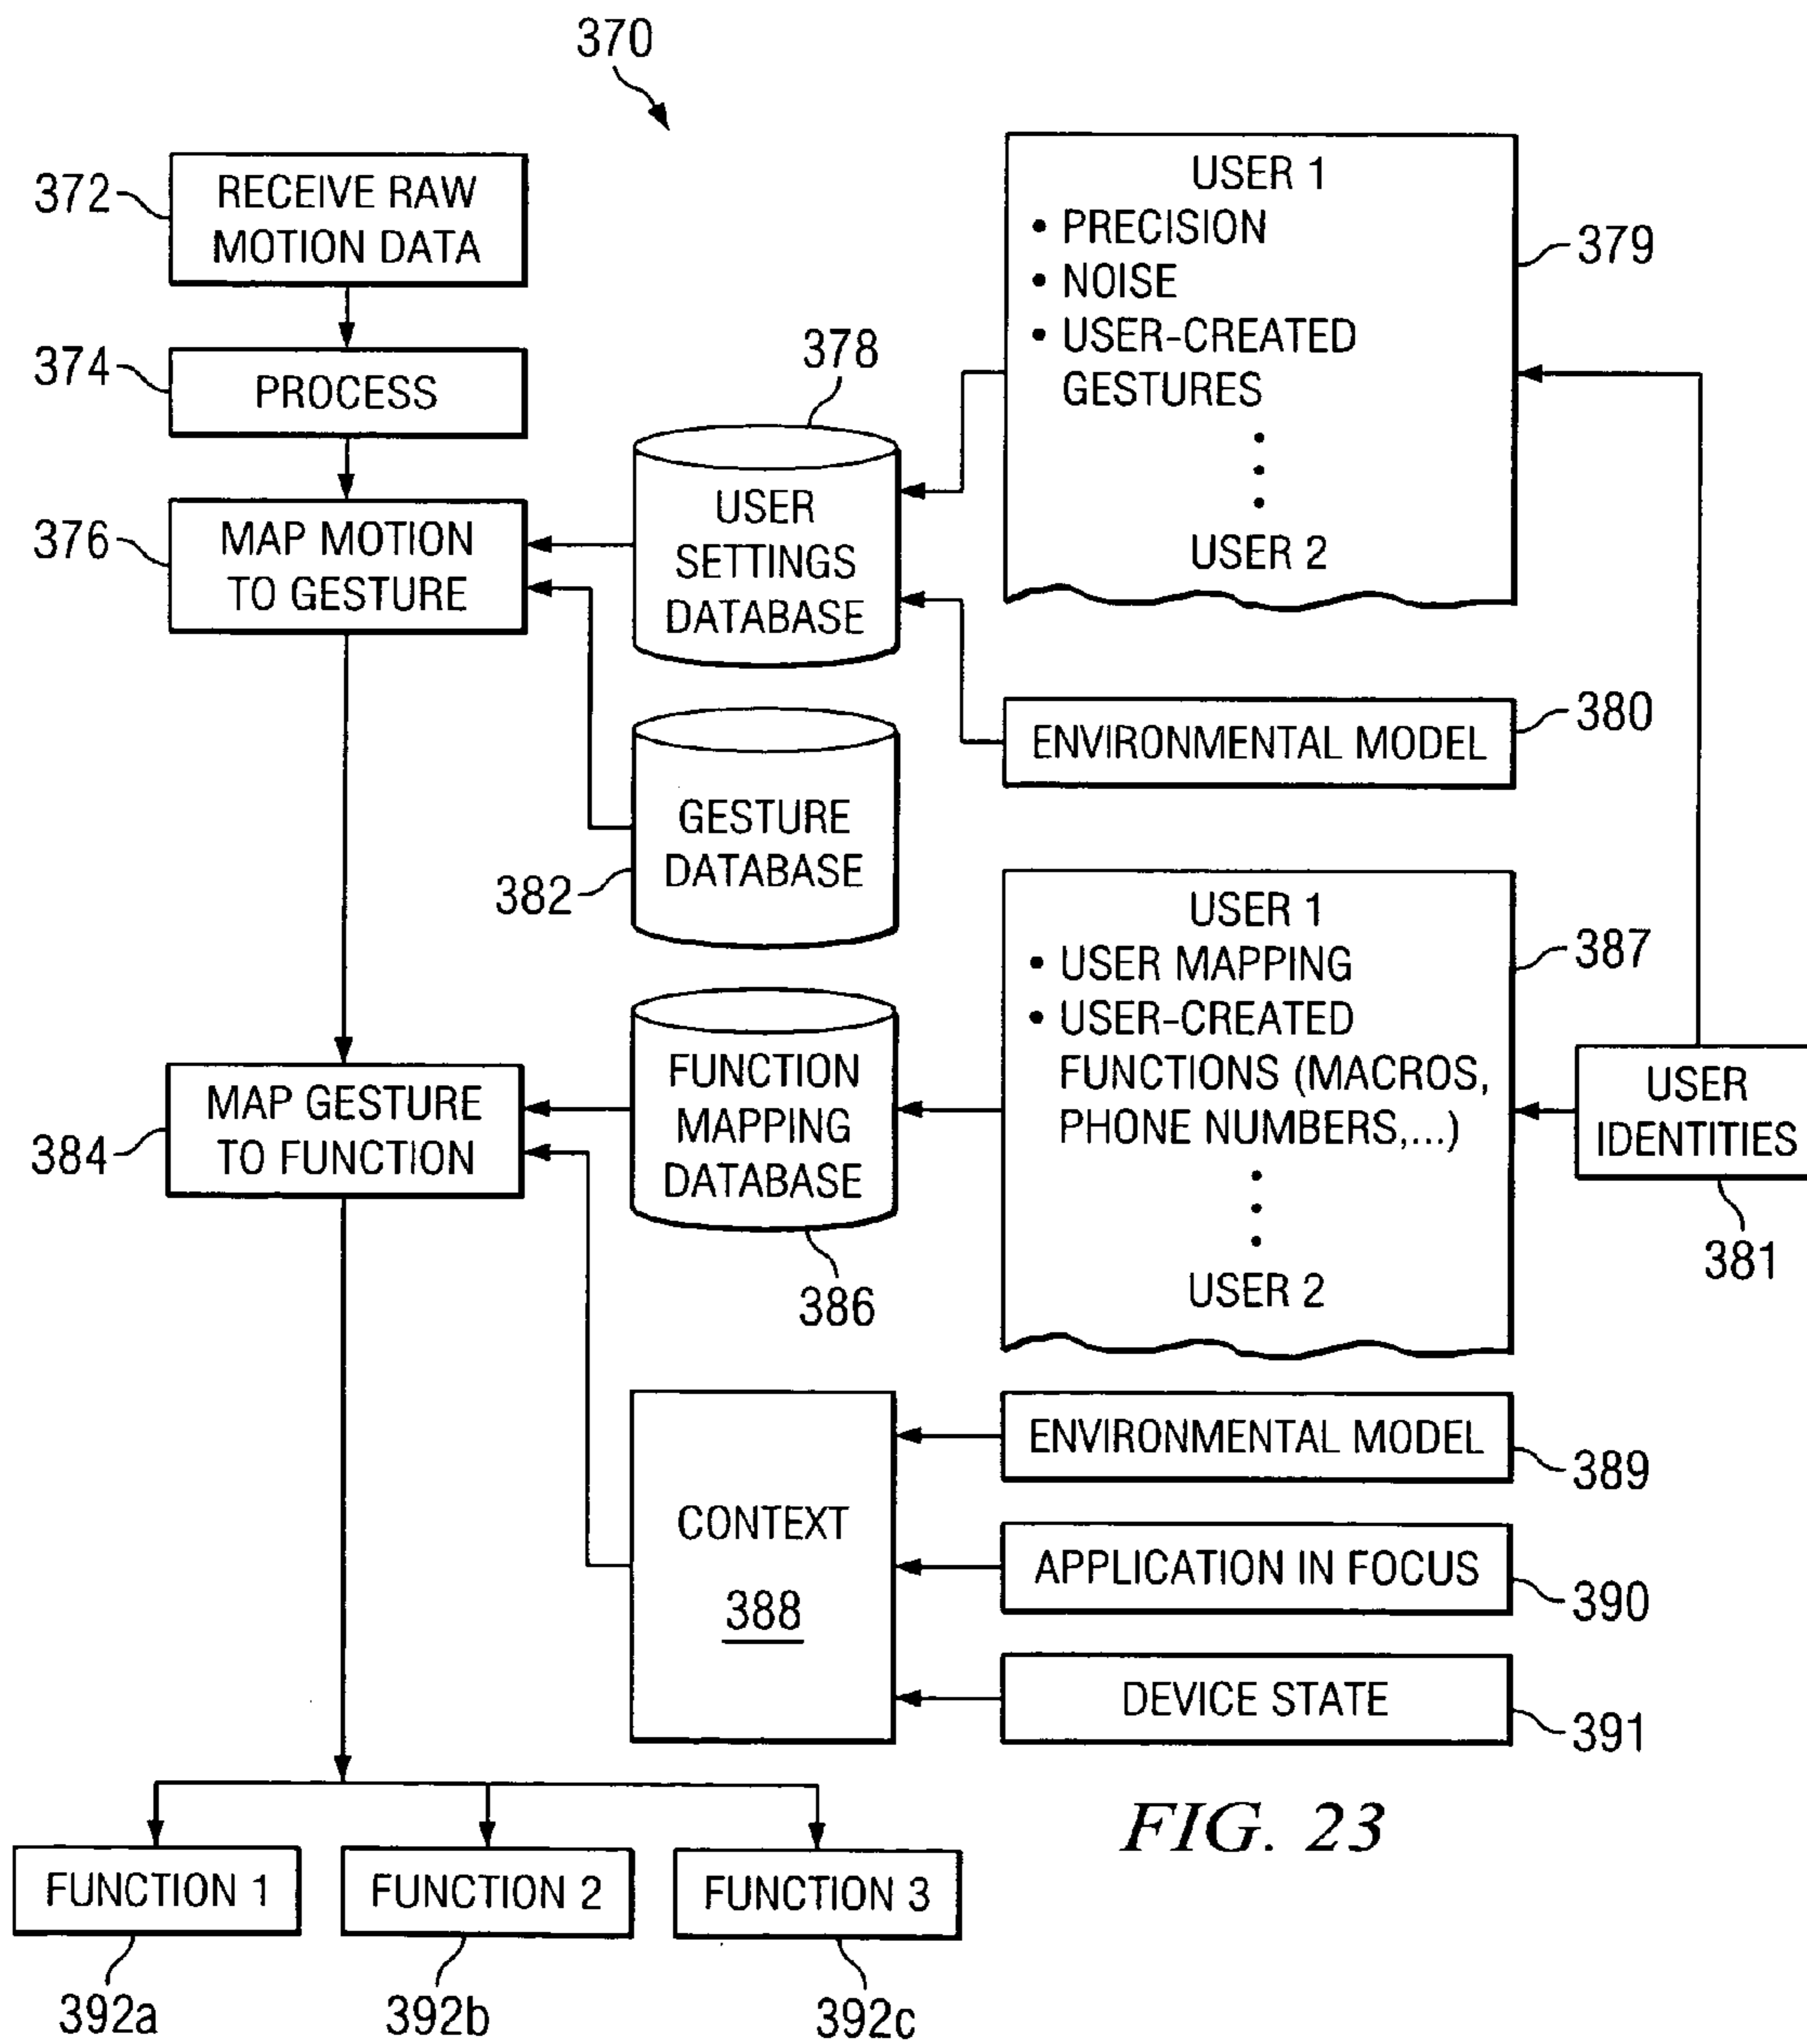 370
372
RECEIVE RAW
MOTION DATA
374
PROCESS
376
MAP MOTION
TO GESTURE
378
USER
SETTINGS
DATABASE
USER 1
• PRECISION
• NOISE
• USER-CREATED
GESTURES
USER 2
379
ENVIRONMENTAL MODEL
380
GESTURE
DATABASE
382
384
MAP GESTURE
TO FUNCTION
FUNCTION
MAPPING
DATABASE
386
USER 1
• USER MAPPING
• USER-CREATED
FUNCTIONS (MACROS,
PHONE NUMBERS,...)
USER 2
387
USER
IDENTITIES
381
CONTEXT
388
ENVIRONMENTAL MODEL
389
APPLICATION IN FOCUS
390
DEVICE STATE
391
FUNCTION 1
392a
FUNCTION 2
392b
FUNCTION 3
392c
FIG. 23